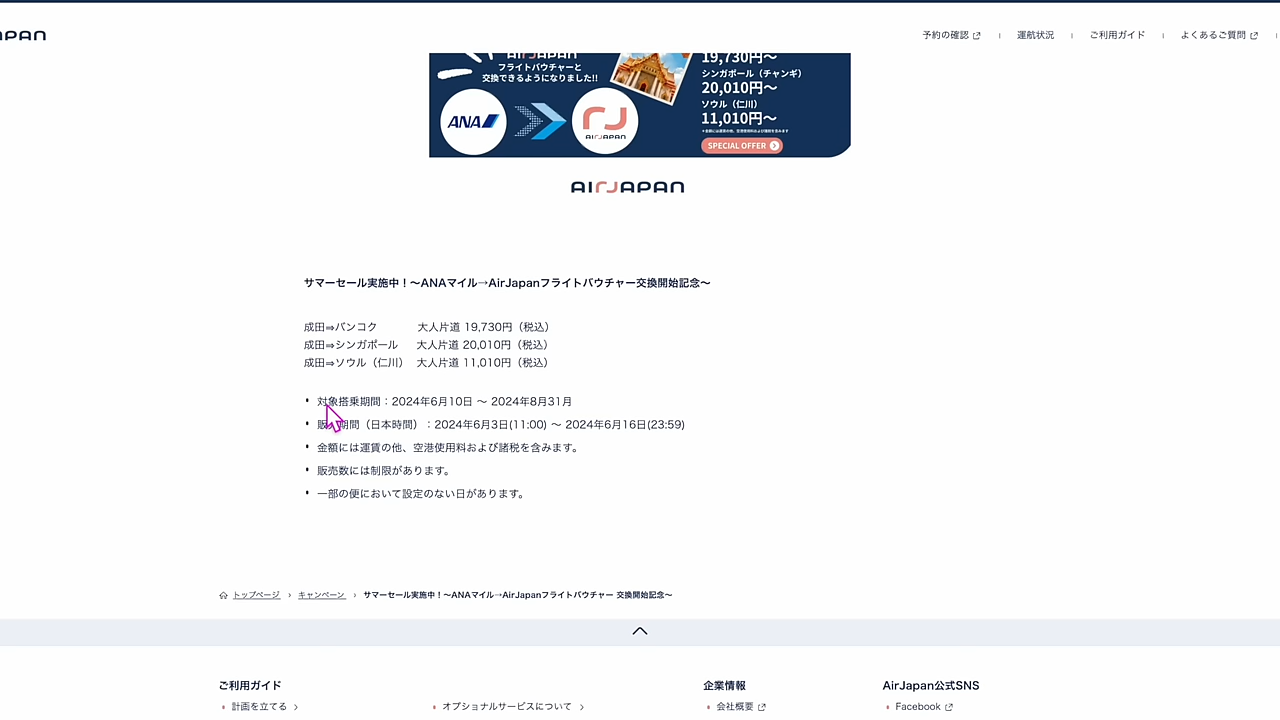 PAN
予約の確認
運航状況
ご利用ガイド
よくあるご質問
AIRJAPAN
フライトバウチャーと
交換できるようになりました!!
ANA
AIRJAPAN
19,730円〜
シンガポール（チャンギ）
20,010円〜
ソウル（仁川）
11,010円〜
SPECIAL OFFER
AIRJAPAN
サマーセール実施中！〜ANAマイル→AirJapanフライトバウチャー交換開始記念〜
成田⇒バンコク 大人片道 19,730円（税込）
成田⇒シンガポール 大人片道 20,010円（税込）
成田⇒ソウル（仁川） 大人片道 11,010円（税込）
• 対象搭乗期間：2024年6月10日 〜 2024年8月31月
• 販売期間（日本時間）：2024年6月3日(11:00) 〜 2024年6月16日(23:59)
• 金額には運賃の他、空港使用料および諸税を含みます。
• 販売数には制限があります。
• 一部の便において設定のない日があります。
トップページ › キャンペーン › サマーセール実施中！〜ANAマイル→AirJapanフライトバウチャー 交換開始記念〜
ご利用ガイド
計画を立てる
オプショナルサービスについて
企業情報
会社概要
AirJapan公式SNS
Facebook